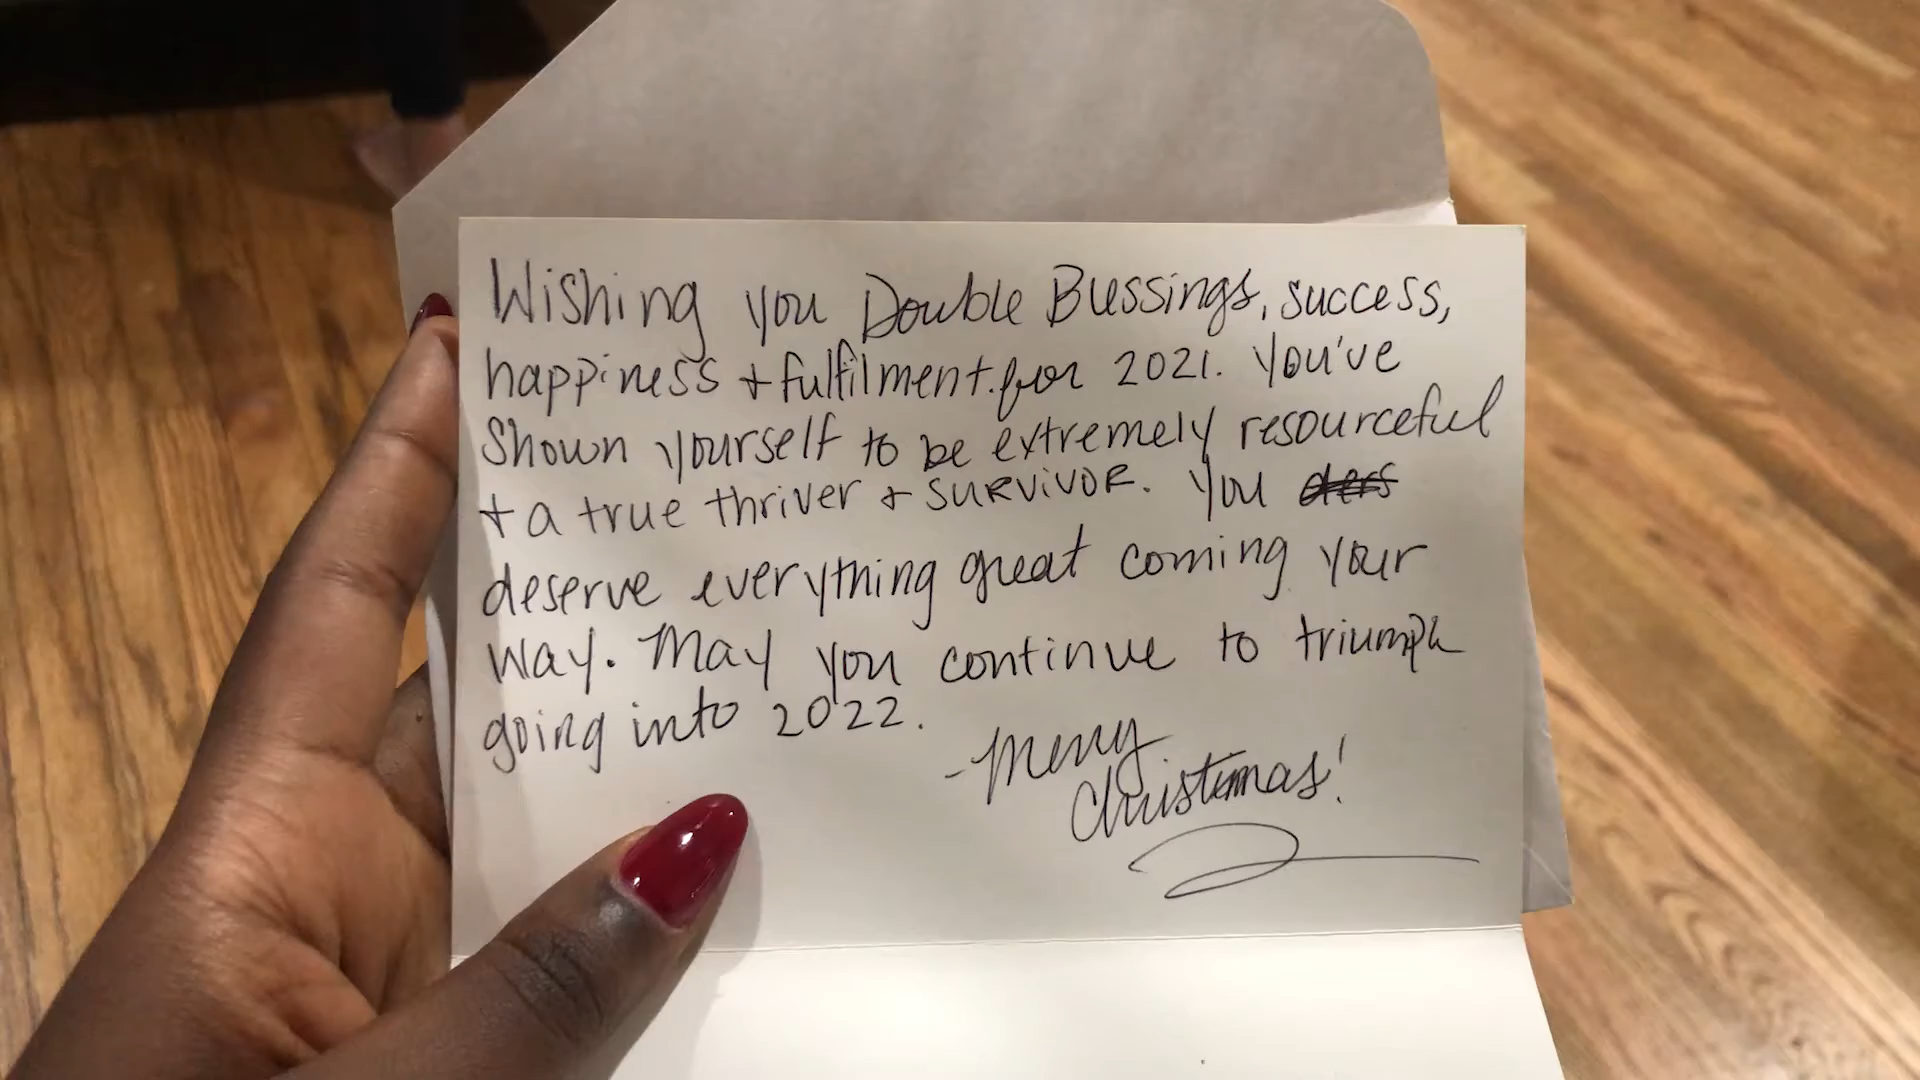 Wishing you Double Blessings, success,
happiness + fulfilment for 2021. You've
shown yourself to be extremely resourceful
+ a true thriver + survivor. You ders
deserve everything great coming your
way. May you continue to triumph
going into 2022.
- Merry
Christmas!